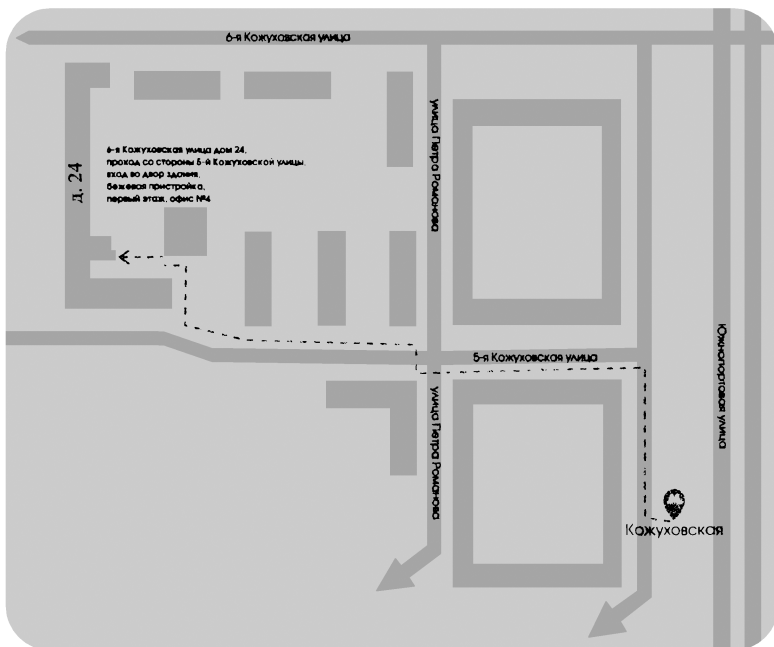 6-я Кожуховская улица
6-я Кожуховская улица дом 24,
проход со стороны 5-й Кожуховской улицы,
вход во двор здания,
бежевая пристройка,
первый этаж, офис №4
д. 24
улица Петра Романова
Южнопортовая улица
5-я Кожуховская улица
улица Петра Романова
Кожуховская